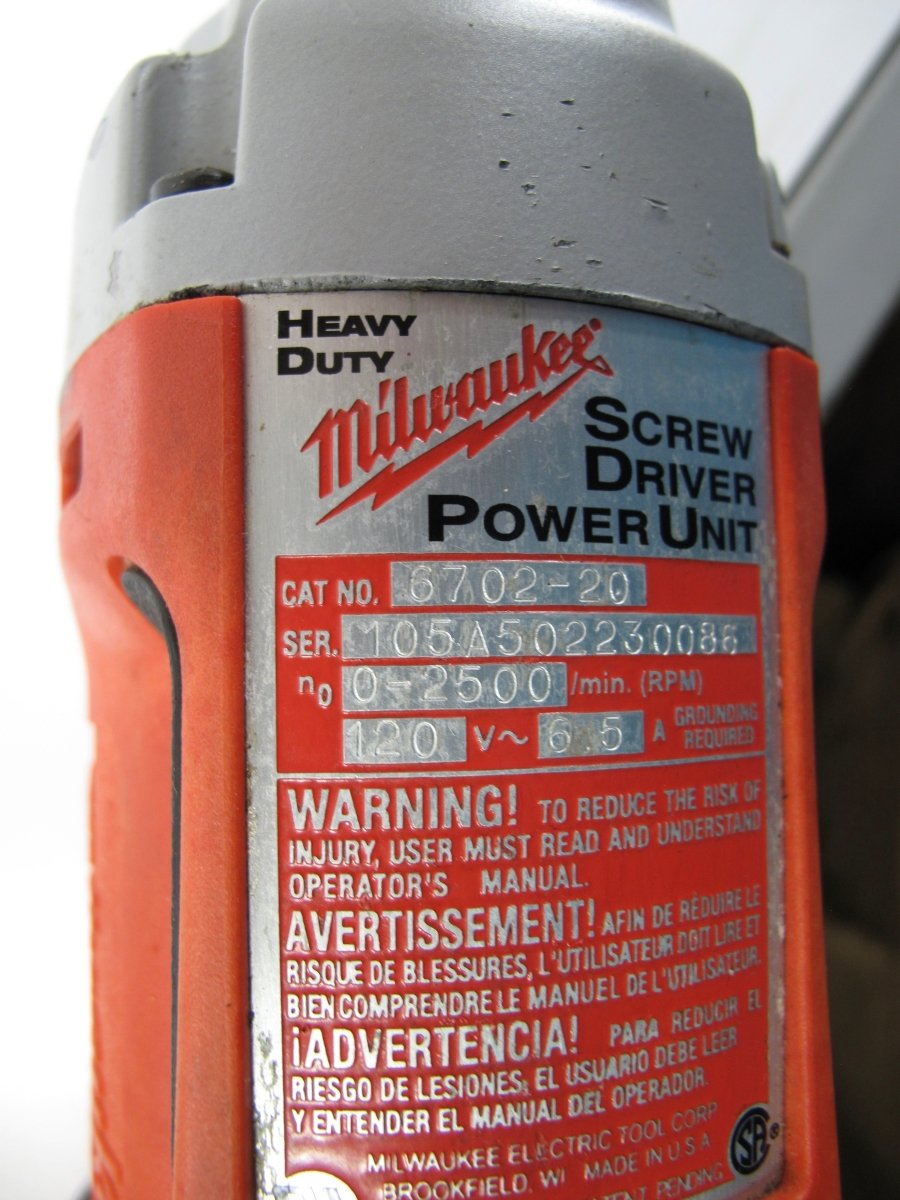 HEAVY
DUTY
Milwaukee®
SCREW
DRIVER
POWER UNIT
CAT NO. 6702-20
SER. 105A502230086
n0 0-2500 /min. (RPM)
120 V~ 6.5 A GROUNDING REQUIRED
WARNING! TO REDUCE THE RISK OF
INJURY, USER MUST READ AND UNDERSTAND
OPERATOR'S MANUAL.
AVERTISSEMENT! AFIN DE RÉDUIRE LE
RISQUE DE BLESSURES, L'UTILISATEUR DOIT LIRE ET
BIEN COMPRENDRE LE MANUEL DE L'UTILISATEUR.
¡ADVERTENCIA! PARA REDUCIR EL
RIESGO DE LESIONES, EL USUARIO DEBE LEER
Y ENTENDER EL MANUAL DEL OPERADOR.
MILWAUKEE ELECTRIC TOOL CORP
BROOKFIELD, WI MADE IN U S A
PENDING
SA ®